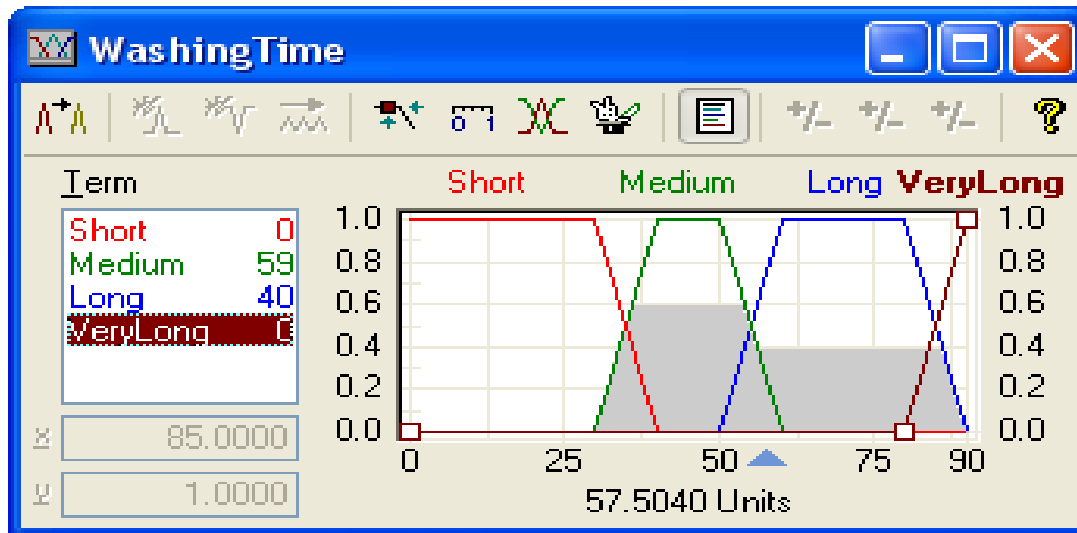 WashingTime
Term
Short 0
Medium 59
Long 40
VeryLong 0
x 85.0000
y 1.0000
Short Medium Long VeryLong
1.0 1.0
0.8 0.8
0.6 0.6
0.4 0.4
0.2 0.2
0.0 0.0
0 25 50 75 90
57.5040 Units